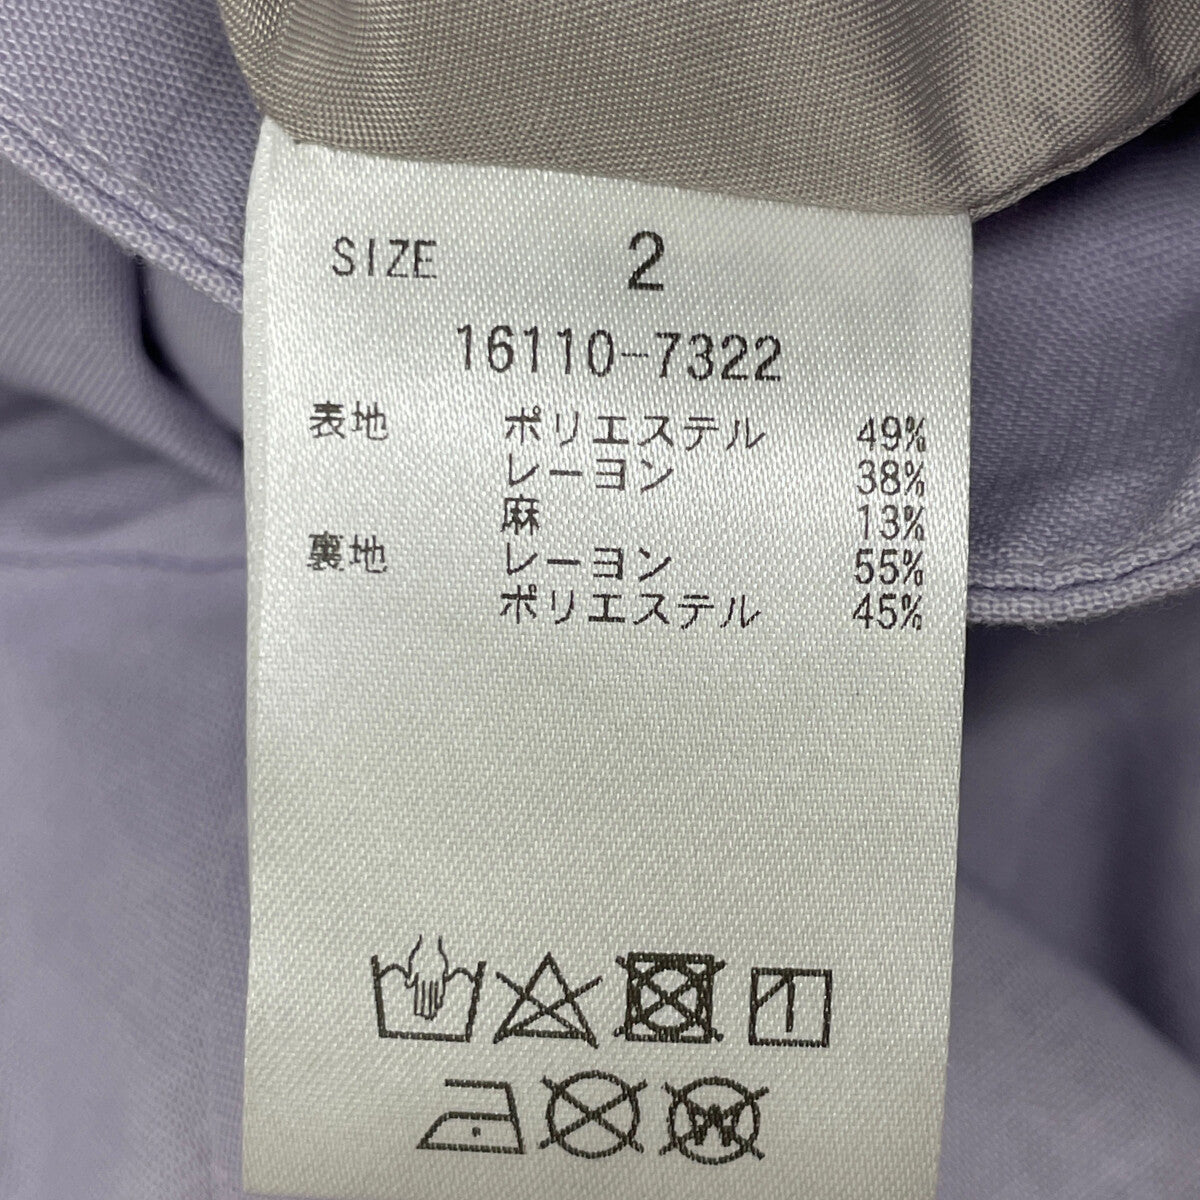 SIZE 2
16110-7322
表地 ポリエステル 49%
レーヨン 38%
麻 13%
裏地 レーヨン 55%
ポリエステル 45%